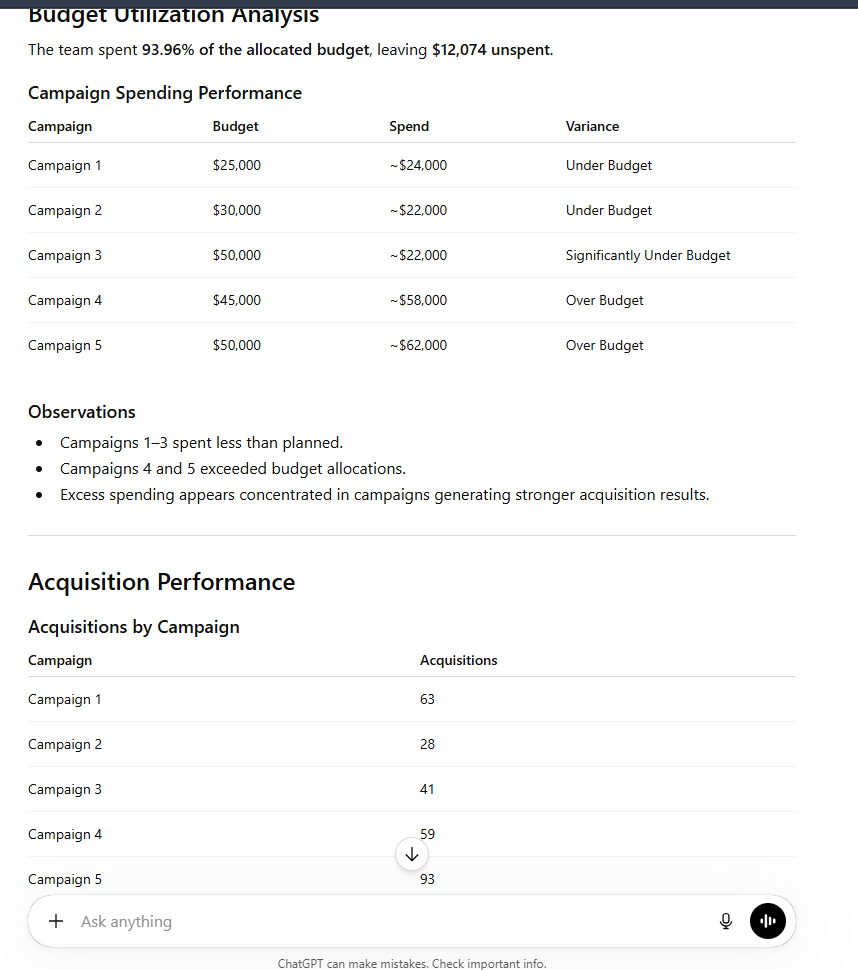 Budget Utilization Analysis
The team spent 93.96% of the allocated budget, leaving $12,074 unspent.
Campaign Spending Performance
Campaign Budget Spend Variance
Campaign 1 $25,000 ~$24,000 Under Budget
Campaign 2 $30,000 ~$22,000 Under Budget
Campaign 3 $50,000 ~$22,000 Significantly Under Budget
Campaign 4 $45,000 ~$58,000 Over Budget
Campaign 5 $50,000 ~$62,000 Over Budget
Observations
• Campaigns 1–3 spent less than planned.
• Campaigns 4 and 5 exceeded budget allocations.
• Excess spending appears concentrated in campaigns generating stronger acquisition results.
Acquisition Performance
Acquisitions by Campaign
Campaign Acquisitions
Campaign 1 63
Campaign 2 28
Campaign 3 41
Campaign 4 59
Campaign 5 93
Ask anything
ChatGPT can make mistakes. Check important info.